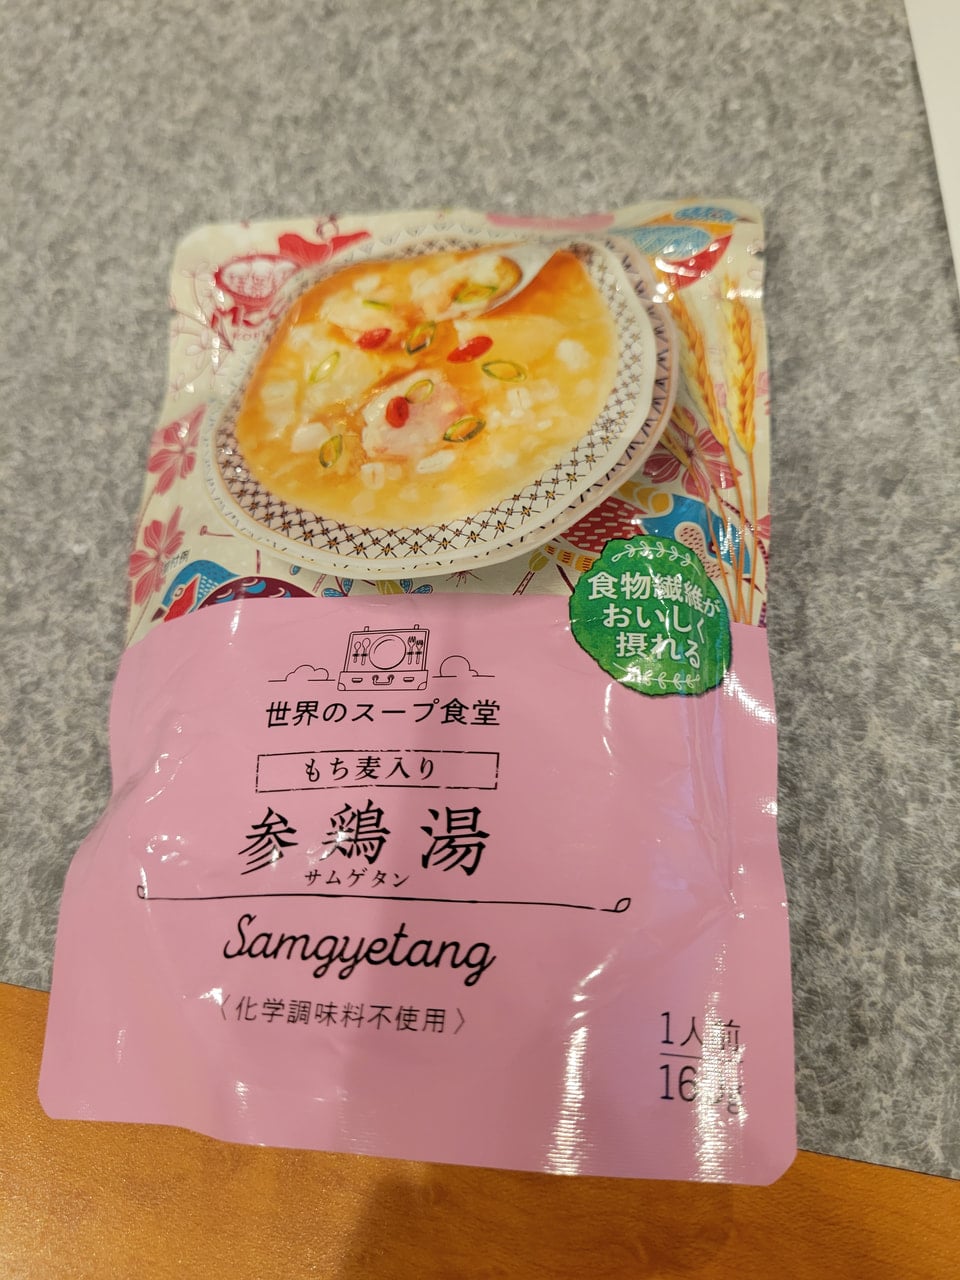 食物繊維が
おいしく
摂れる
世界のスープ食堂
もち麦入り
参鶏湯
サムゲタン
Samgyetang
〈化学調味料不使用〉
1人前